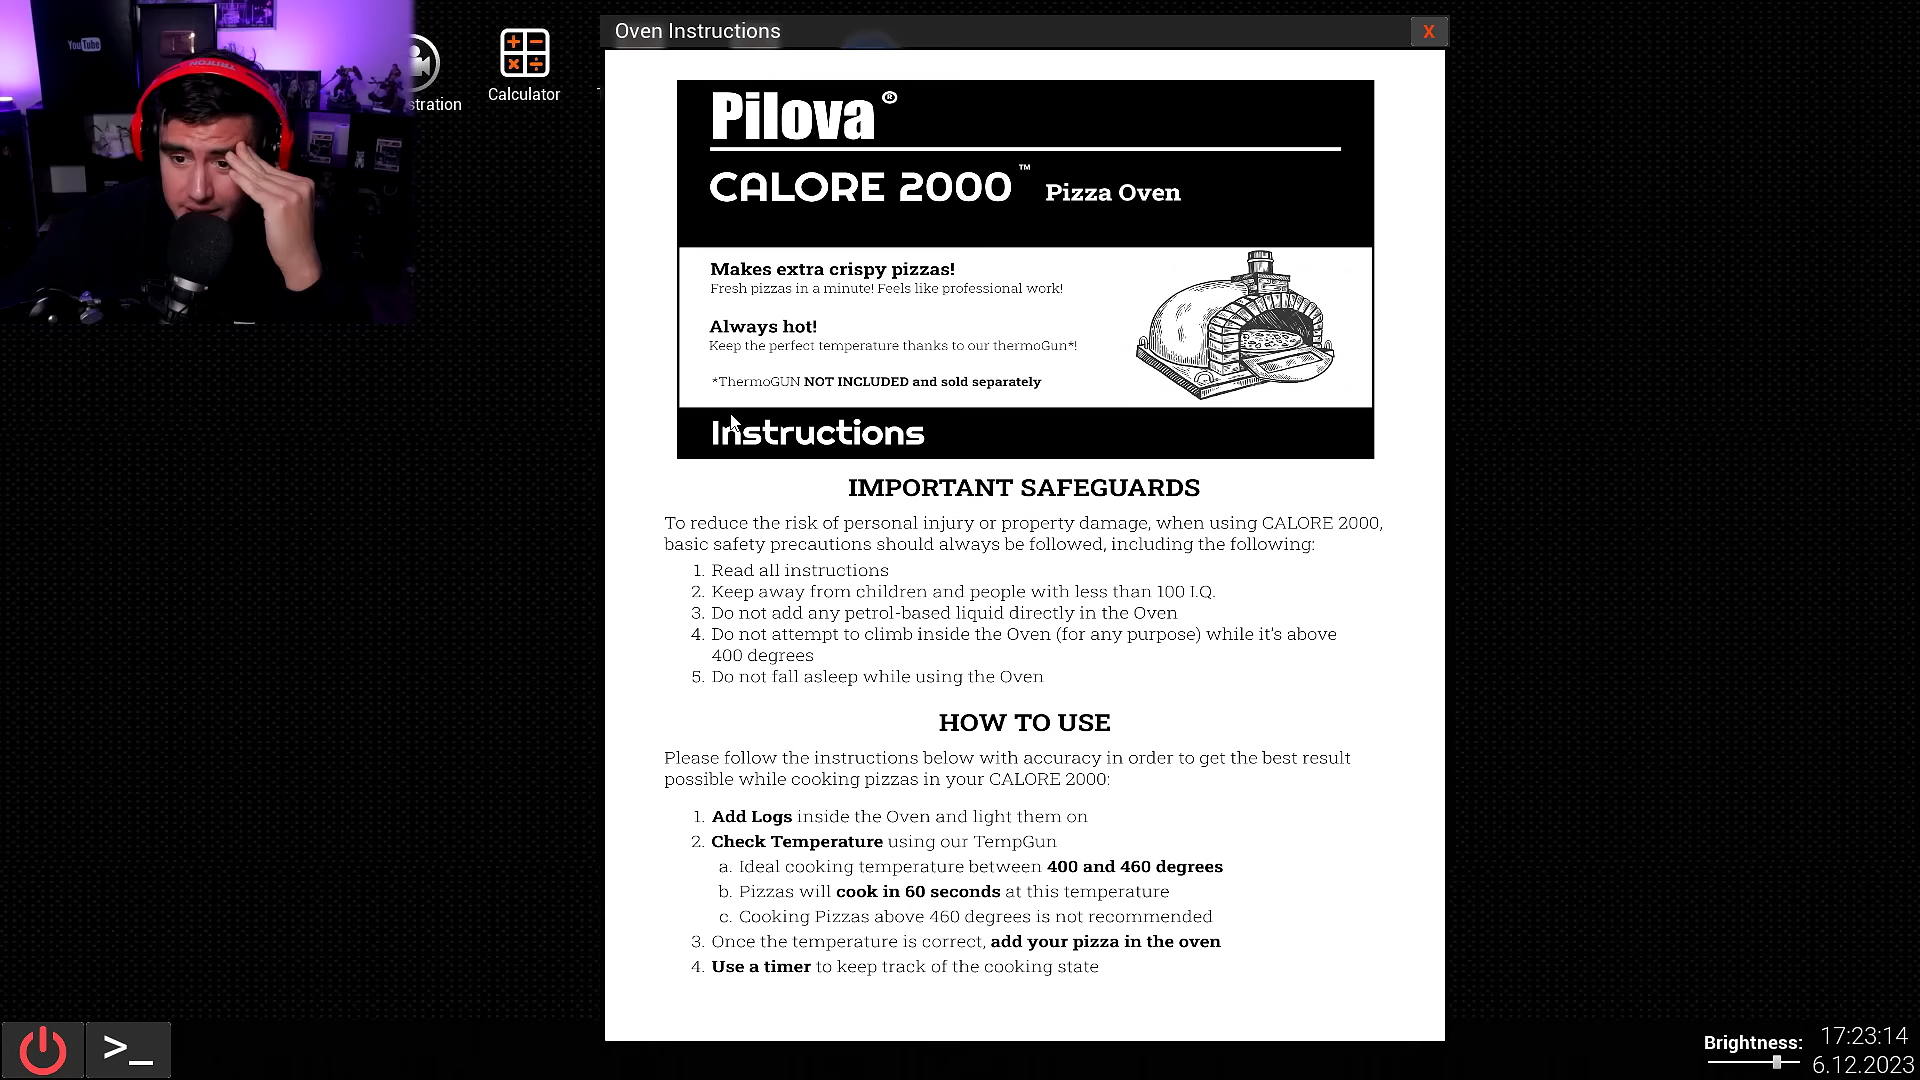 YouTube
TRITON
stration
Calculator
Oven Instructions
X
Pilova®
CALORE 2000™ Pizza Oven
Makes extra crispy pizzas!
Fresh pizzas in a minute! Feels like professional work!
Always hot!
Keep the perfect temperature thanks to our thermoGun*!
*ThermoGUN NOT INCLUDED and sold separately
Instructions
IMPORTANT SAFEGUARDS
To reduce the risk of personal injury or property damage, when using CALORE 2000,
basic safety precautions should always be followed, including the following:
1. Read all instructions
2. Keep away from children and people with less than 100 I.Q.
3. Do not add any petrol-based liquid directly in the Oven
4. Do not attempt to climb inside the Oven (for any purpose) while it's above
400 degrees
5. Do not fall asleep while using the Oven
HOW TO USE
Please follow the instructions below with accuracy in order to get the best result
possible while cooking pizzas in your CALORE 2000:
1. Add Logs inside the Oven and light them on
2. Check Temperature using our TempGun
a. Ideal cooking temperature between 400 and 460 degrees
b. Pizzas will cook in 60 seconds at this temperature
c. Cooking Pizzas above 460 degrees is not recommended
3. Once the temperature is correct, add your pizza in the oven
4. Use a timer to keep track of the cooking state
>_
Brightness:
17:23:14
6.12.2023